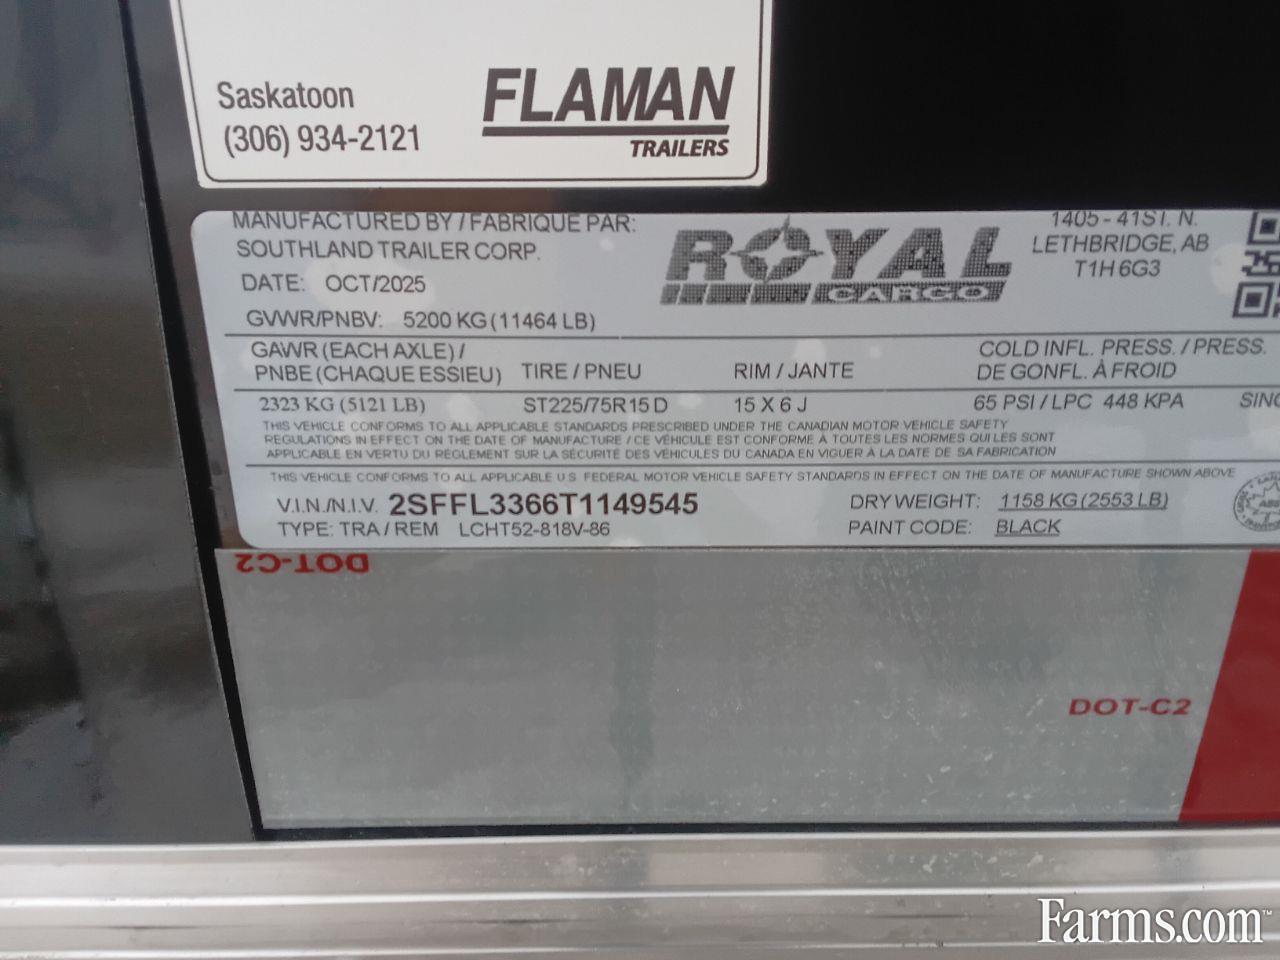 Saskatoon
(306) 934-2121
FLAMAN
TRAILERS
MANUFACTURED BY / FABRIQUE PAR:
SOUTHLAND TRAILER CORP.
DATE: OCT/2025
GVWR/PNBV: 5200 KG (11464 LB)
ROYAL
CARGO
1405 - 41ST. N.
LETHBRIDGE, AB
T1H 6G3
GAWR (EACH AXLE) /
PNBE (CHAQUE ESSIEU) TIRE / PNEU RIM / JANTE
COLD INFL. PRESS. / PRESS.
DE GONFL. À FROID
2323 KG (5121 LB) ST225/75R15 D 15 X 6 J 65 PSI / LPC 448 KPA
THIS VEHICLE CONFORMS TO ALL APPLICABLE STANDARDS PRESCRIBED UNDER THE CANADIAN MOTOR VEHICLE SAFETY
REGULATIONS IN EFFECT ON THE DATE OF MANUFACTURE / CE VÉHICULE EST CONFORME À TOUTES LES NORMES QUI LES SONT
APPLICABLE EN VERTU DU RÈGLEMENT SUR LA SÉCURITÉ DES VÉHICULES DU CANADA EN VIGUER À LA DATE DE SA FABRICATION
THIS VEHICLE CONFORMS TO ALL APPLICABLE U.S. FEDERAL MOTOR VEHICLE SAFETY STANDARDS IN EFFECT ON THE DATE OF MANUFACTURE SHOWN ABOVE
V.I.N./N.I.V. 2SFFL3366T1149545 DRY WEIGHT: 1158 KG (2553 LB)
TYPE: TRA / REM LCHT52-818V-86 PAINT CODE: BLACK
DOT-C2
DOT-C2
Farms.com